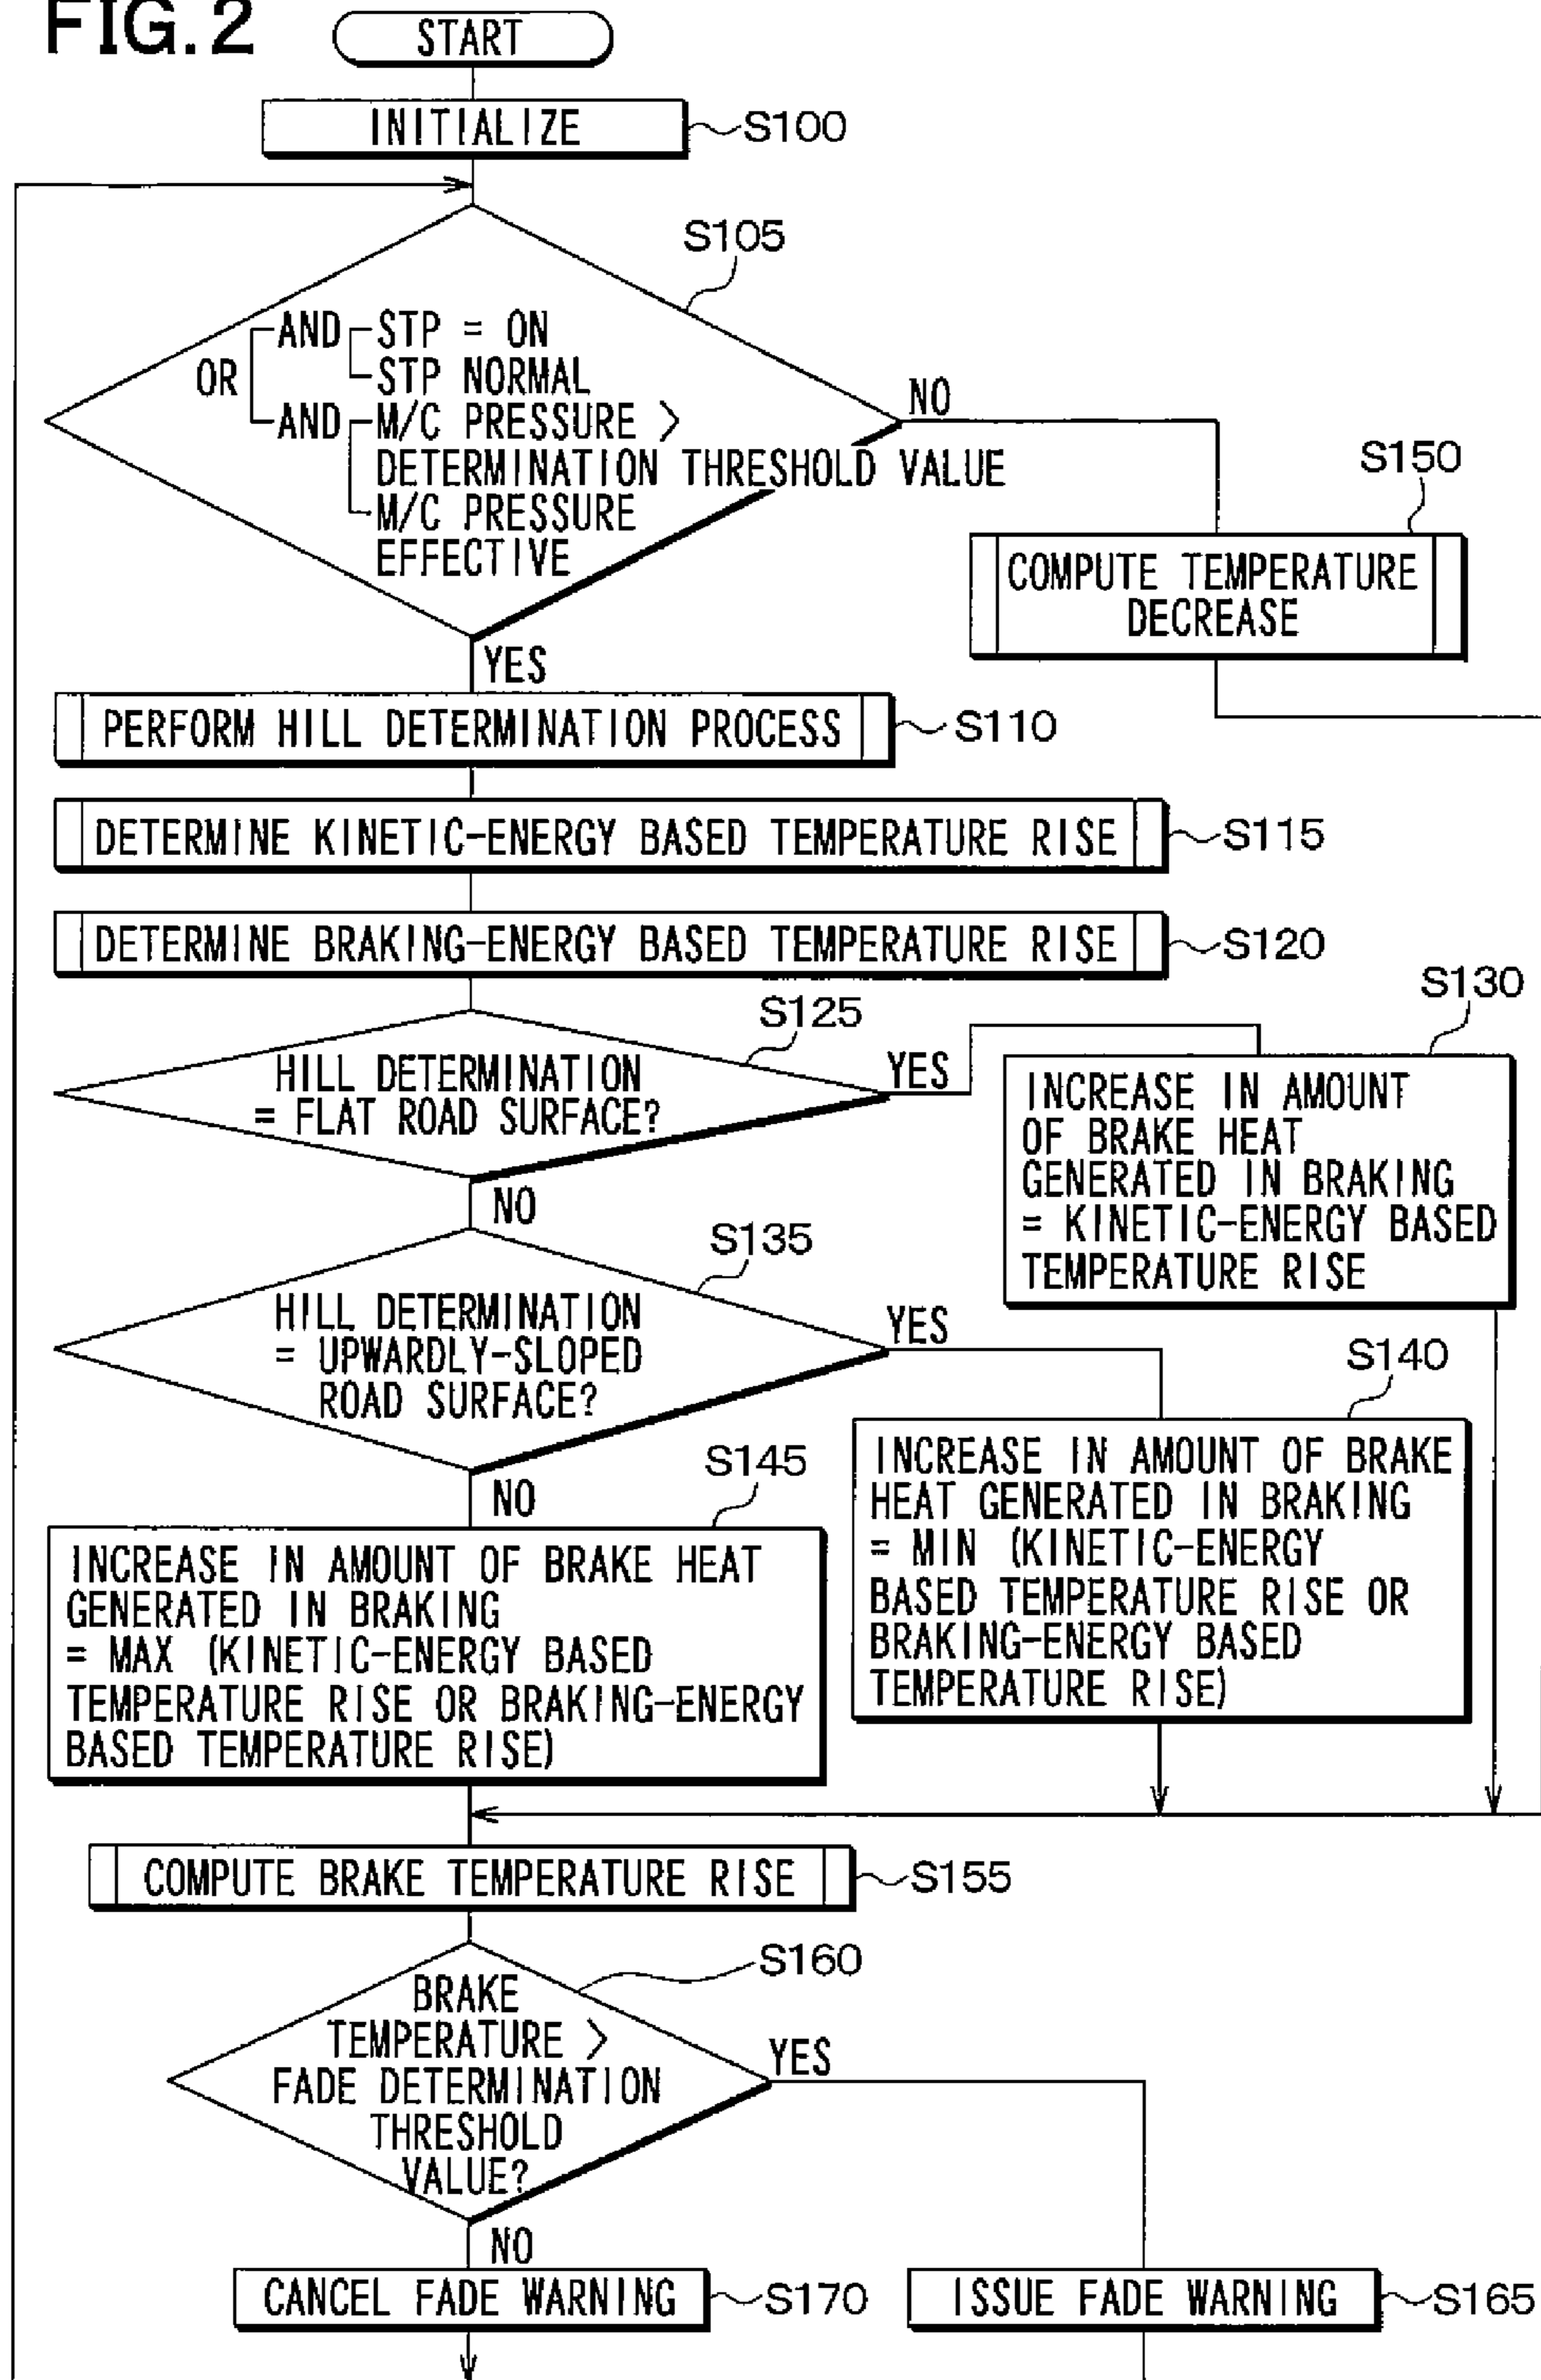 FIG. 2
START
INITIALIZE
S100
S105
AND STP = ON
OR
STP NORMAL
AND M/C PRESSURE >
DETERMINATION THRESHOLD VALUE
M/C PRESSURE
EFFECTIVE
NO
S150
COMPUTE TEMPERATURE
DECREASE
YES
PERFORM HILL DETERMINATION PROCESS
S110
DETERMINE KINETIC-ENERGY BASED TEMPERATURE RISE
S115
DETERMINE BRAKING-ENERGY BASED TEMPERATURE RISE
S120
S125
HILL DETERMINATION
= FLAT ROAD SURFACE?
YES
S130
INCREASE IN AMOUNT
OF BRAKE HEAT
GENERATED IN BRAKING
= KINETIC-ENERGY BASED
TEMPERATURE RISE
NO
S135
HILL DETERMINATION
= UPWARDLY-SLOPED
ROAD SURFACE?
YES
S140
INCREASE IN AMOUNT OF BRAKE
HEAT GENERATED IN BRAKING
= MIN (KINETIC-ENERGY
BASED TEMPERATURE RISE OR
BRAKING-ENERGY BASED
TEMPERATURE RISE)
NO
S145
INCREASE IN AMOUNT OF BRAKE HEAT
GENERATED IN BRAKING
= MAX (KINETIC-ENERGY BASED
TEMPERATURE RISE OR BRAKING-ENERGY
BASED TEMPERATURE RISE)
COMPUTE BRAKE TEMPERATURE RISE
S155
S160
BRAKE
TEMPERATURE >
FADE DETERMINATION
THRESHOLD
VALUE?
YES
NO
CANCEL FADE WARNING
S170
ISSUE FADE WARNING
S165